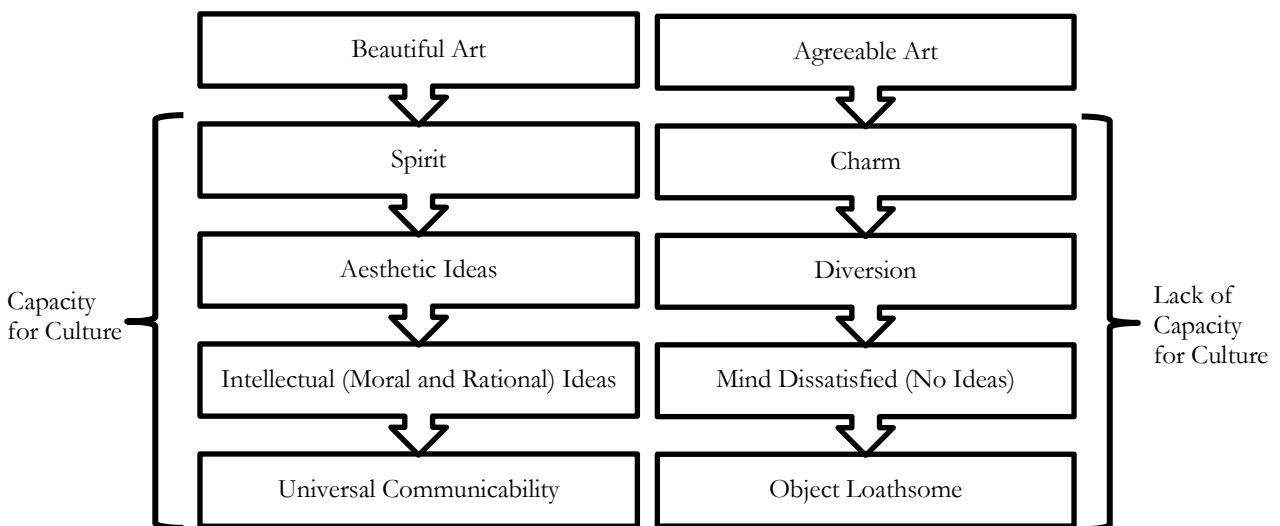 Beautiful Art
Spirit
Aesthetic Ideas
Intellectual (Moral and Rational) Ideas
Universal Communicability
Capacity
for Culture
Agreeable Art
Charm
Diversion
Mind Dissatisfied (No Ideas)
Object Loathsome
Lack of
Capacity
for Culture